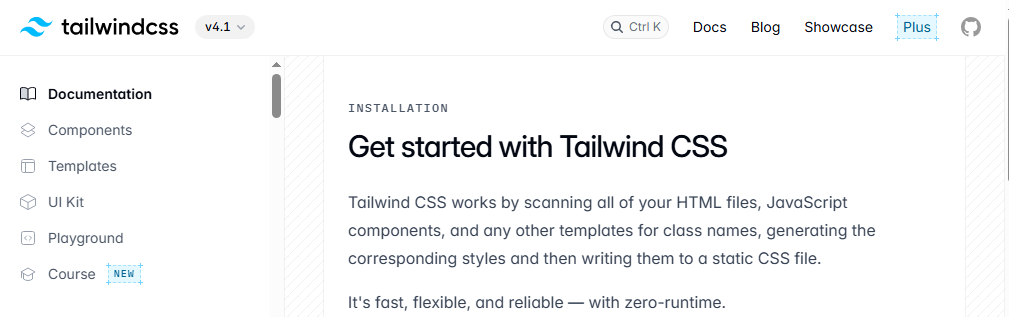 tailwindcss v4.1 Ctrl K Docs Blog Showcase Plus
Documentation
Components
Templates
UI Kit
Playground
Course NEW
INSTALLATION
Get started with Tailwind CSS
Tailwind CSS works by scanning all of your HTML files, JavaScript
components, and any other templates for class names, generating the
corresponding styles and then writing them to a static CSS file.
It's fast, flexible, and reliable — with zero-runtime.